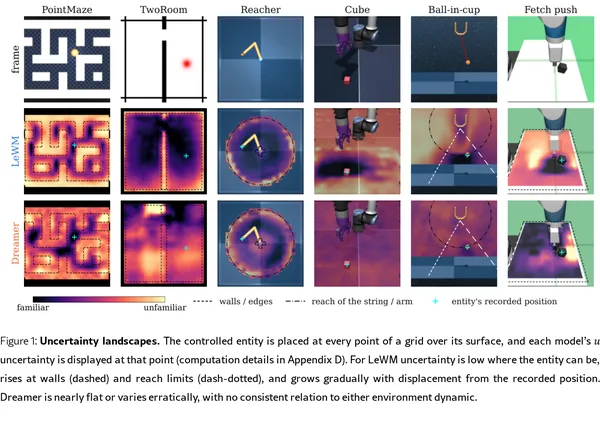 PointMaze TwoRoom Reacher Cube Ball-in-cup Fetch push
frame
LeWM
Dreamer
familiar unfamiliar walls / edges reach of the string / arm entity's recorded position
Figure 1: Uncertainty landscapes. The controlled entity is placed at every point of a grid over its surface, and each model's u
uncertainty is displayed at that point (computation details in Appendix D). For LeWM uncertainty is low where the entity can be,
rises at walls (dashed) and reach limits (dash-dotted), and grows gradually with displacement from the recorded position.
Dreamer is nearly flat or varies erratically, with no consistent relation to either environment dynamic.